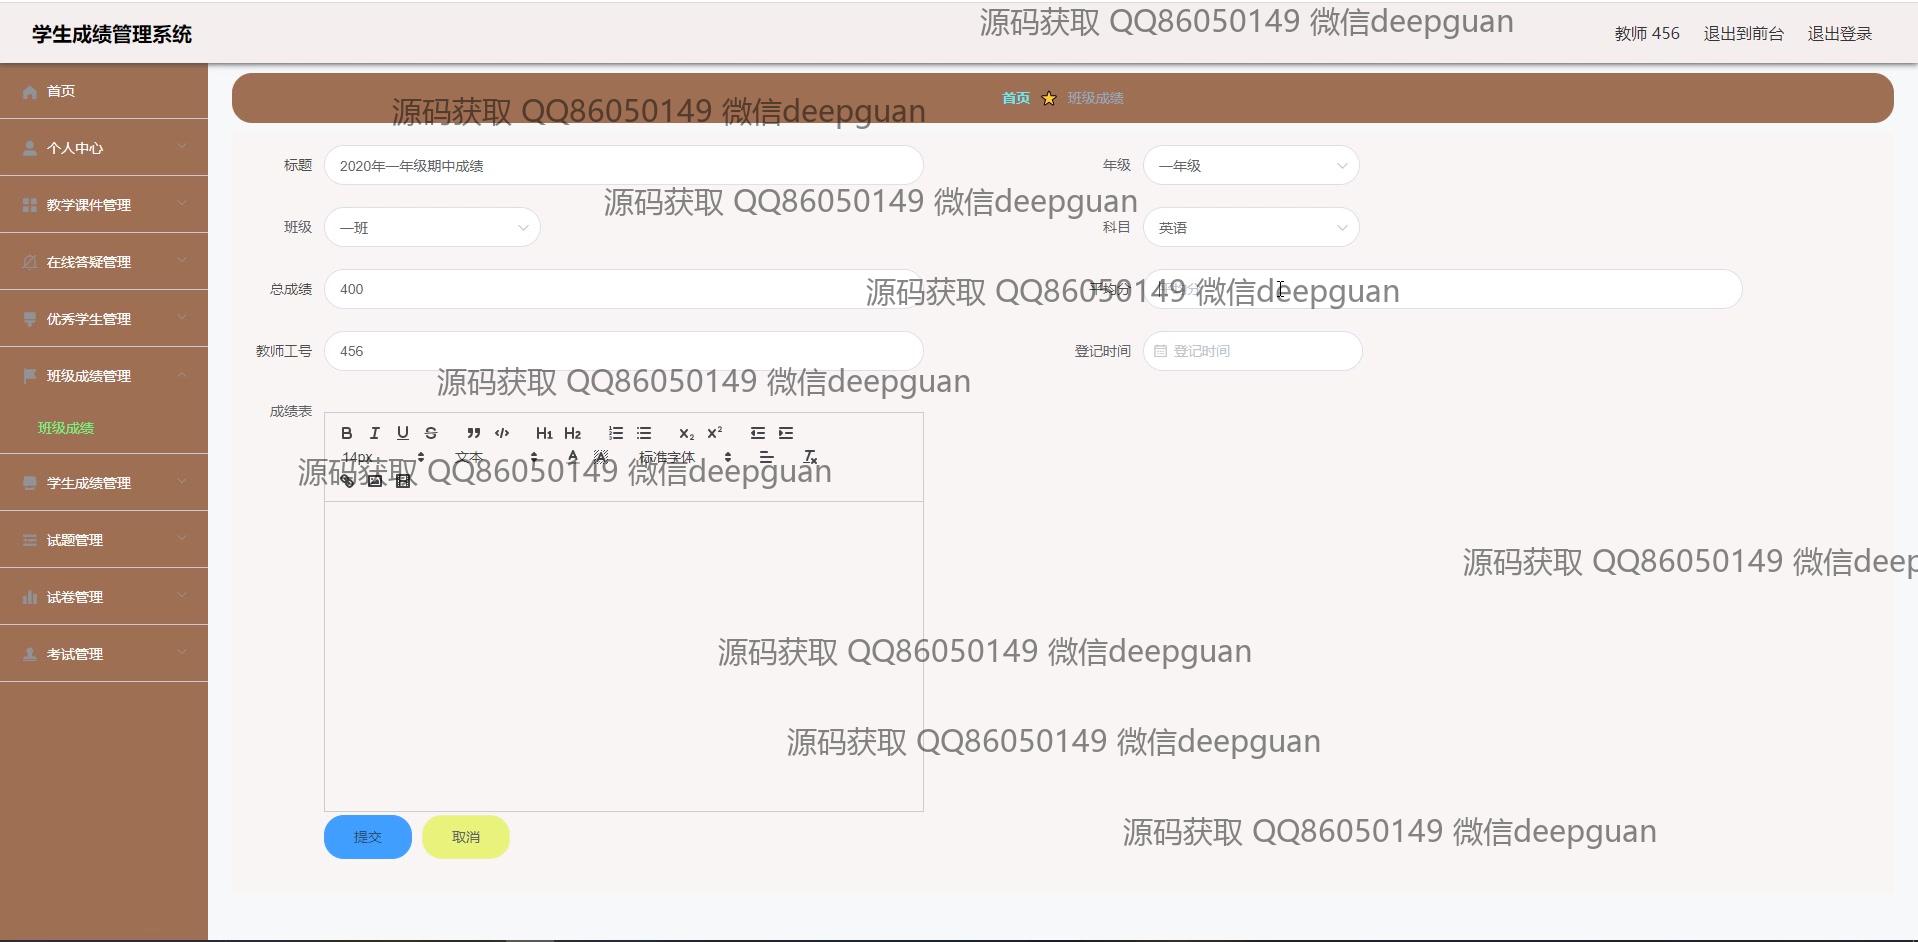 学生成绩管理系统
源码获取 QQ86050149 微信deepguan
教师 456 退出到前台 退出登录
首页
个人中心
教学课件管理
在线答疑管理
优秀学生管理
班级成绩管理
班级成绩
学生成绩管理
试题管理
试卷管理
考试管理
源码获取 QQ86050149 微信deepguan
首页 班级成绩
标题 2020年一年级期中成绩
年级 一年级
源码获取 QQ86050149 微信deepguan
班级 一班
科目 英语
总成绩 400
平均分 平均分
源码获取 QQ86050149 微信deepguan
教师工号 456
登记时间 登记时间
源码获取 QQ86050149 微信deepguan
成绩表
B I U S H1 H2 X2 X2
14px 文本 A A 标准字体 Tx
源码获取 QQ86050149 微信deepguan
源码获取 QQ86050149 微信deep
源码获取 QQ86050149 微信deepguan
源码获取 QQ86050149 微信deepguan
源码获取 QQ86050149 微信deepguan
提交 取消